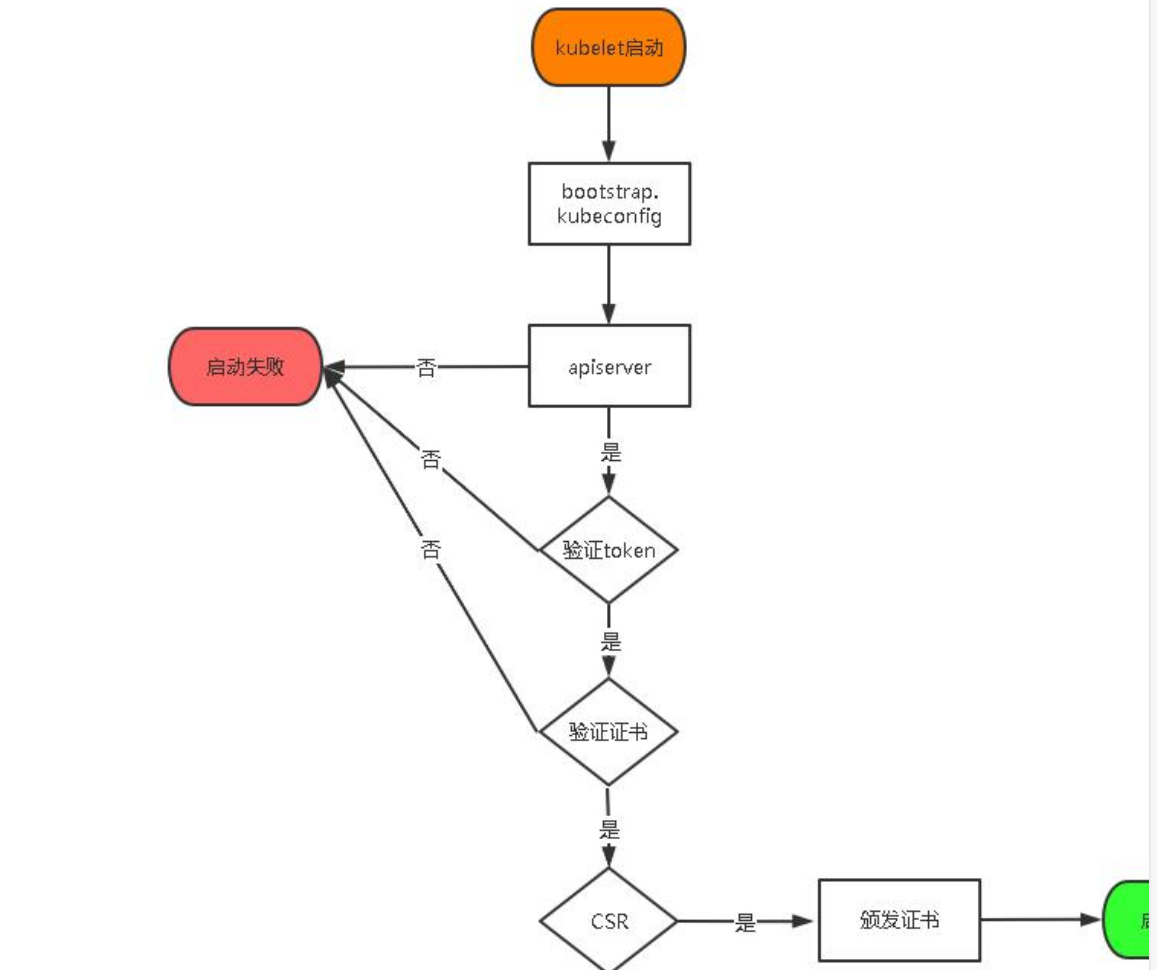 kubelet启动
bootstrap.
kubeconfig
启动失败
否
apiserver
是
否
验证token
否
是
验证证书
是
CSR
是
颁发证书